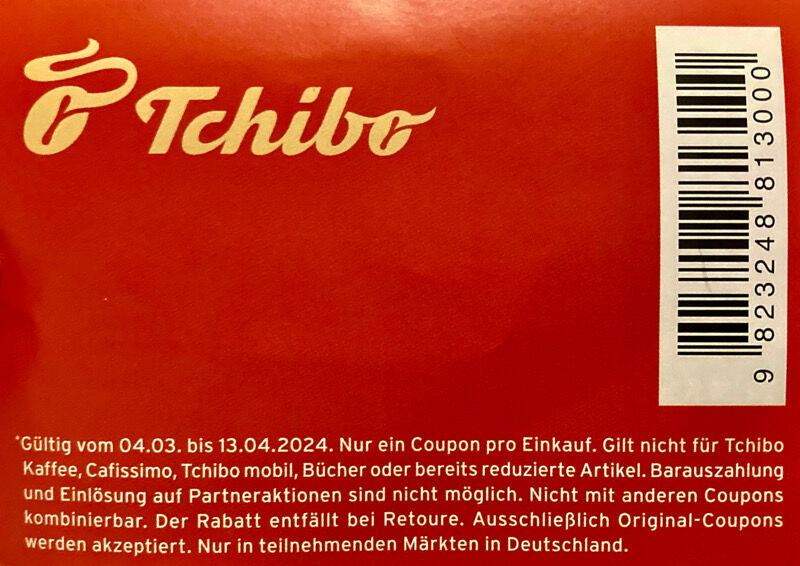 Tchibo
9 823248 813000
*Gültig vom 04.03. bis 13.04.2024. Nur ein Coupon pro Einkauf. Gilt nicht für Tchibo
Kaffee, Cafissimo, Tchibo mobil, Bücher oder bereits reduzierte Artikel. Barauszahlung
und Einlösung auf Partneraktionen sind nicht möglich. Nicht mit anderen Coupons
kombinierbar. Der Rabatt entfällt bei Retoure. Ausschließlich Original-Coupons
werden akzeptiert. Nur in teilnehmenden Märkten in Deutschland.